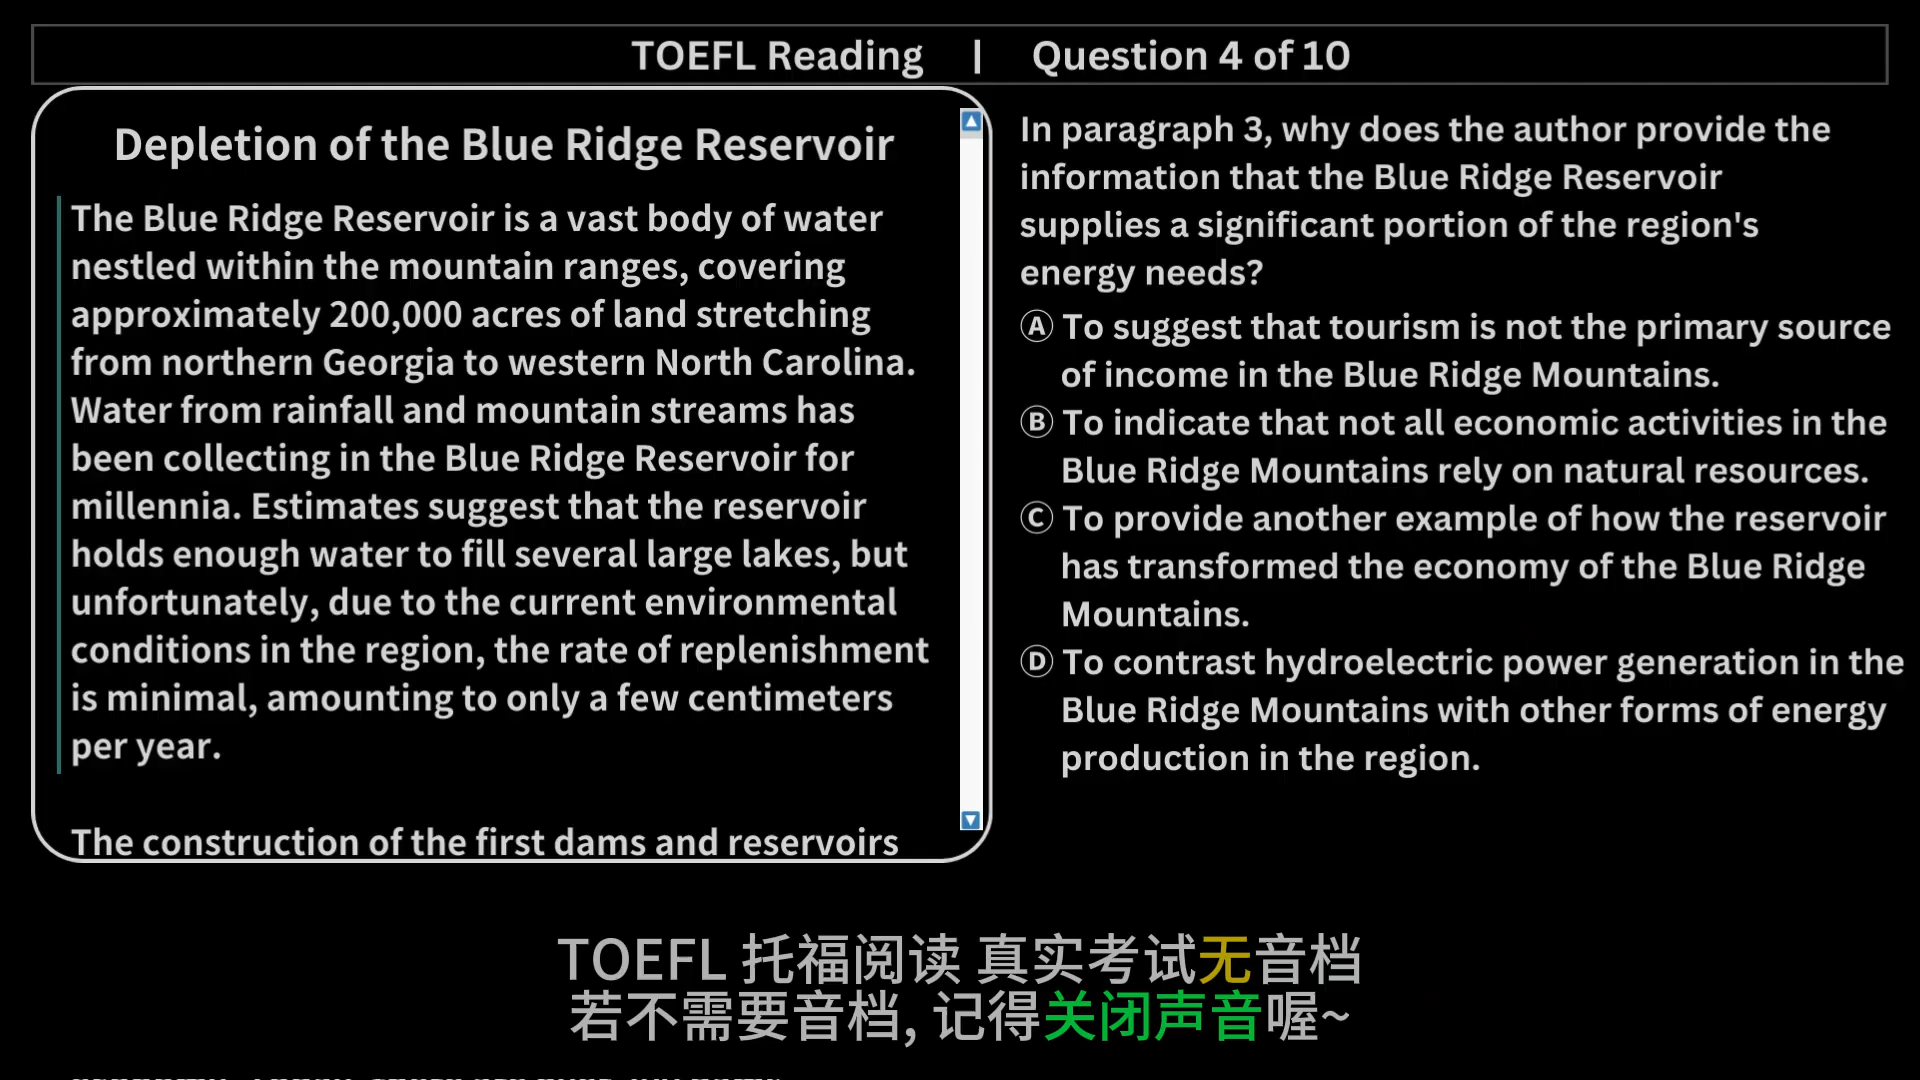 TOEFL Reading | Question 4 of 10
Depletion of the Blue Ridge Reservoir
The Blue Ridge Reservoir is a vast body of water
nestled within the mountain ranges, covering
approximately 200,000 acres of land stretching
from northern Georgia to western North Carolina.
Water from rainfall and mountain streams has
been collecting in the Blue Ridge Reservoir for
millennia. Estimates suggest that the reservoir
holds enough water to fill several large lakes, but
unfortunately, due to the current environmental
conditions in the region, the rate of replenishment
is minimal, amounting to only a few centimeters
per year.
The construction of the first dams and reservoirs
In paragraph 3, why does the author provide the
information that the Blue Ridge Reservoir
supplies a significant portion of the region's
energy needs?
Ⓐ To suggest that tourism is not the primary source
of income in the Blue Ridge Mountains.
Ⓑ To indicate that not all economic activities in the
Blue Ridge Mountains rely on natural resources.
Ⓒ To provide another example of how the reservoir
has transformed the economy of the Blue Ridge
Mountains.
Ⓓ To contrast hydroelectric power generation in the
Blue Ridge Mountains with other forms of energy
production in the region.
TOEFL 托福阅读 真实考试无音档
若不需要音档, 记得关闭声音喔~